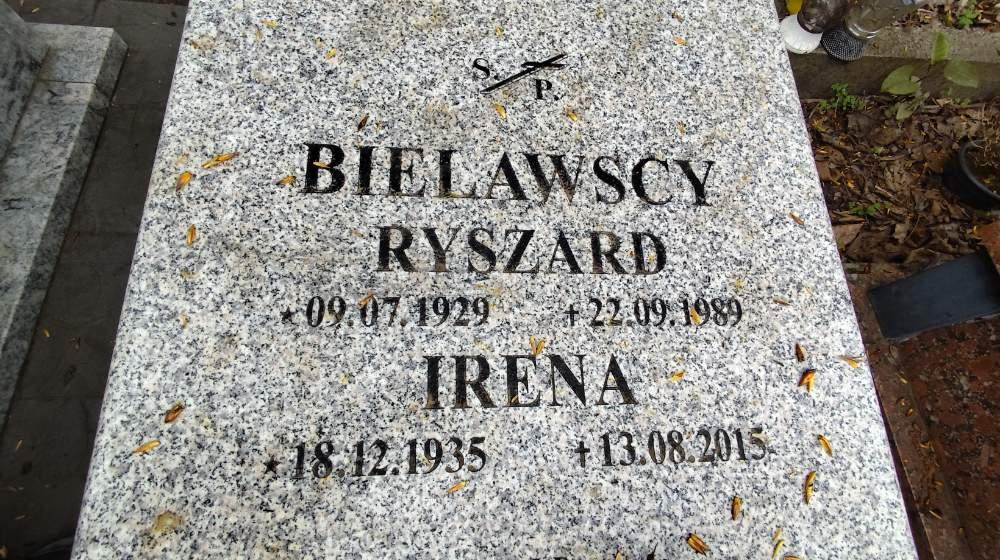 S. P.
BIELAWSCY
RYSZARD
* 09.07.1929 + 22.09.1989
IRENA
* 18.12.1935 + 13.08.2015